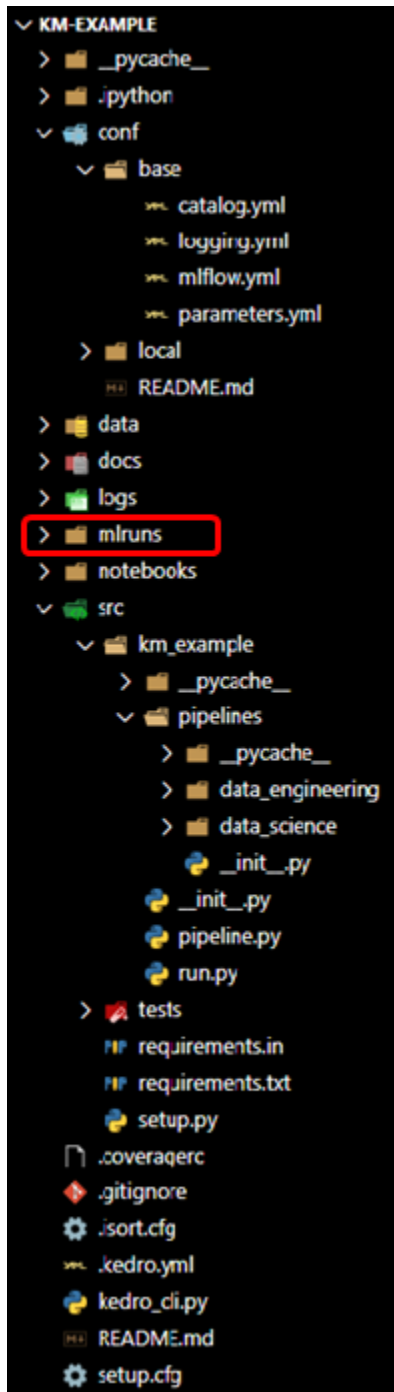 KM-EXAMPLE
__pycache__
.ipython
conf
base
catalog.yml
logging.yml
mlflow.yml
parameters.yml
local
README.md
data
docs
logs
mlruns
notebooks
src
km_example
__pycache__
pipelines
__pycache__
data_engineering
data_science
__init__.py
__init__.py
pipeline.py
run.py
tests
requirements.in
requirements.txt
setup.py
.coveragerc
.gitignore
.isort.cfg
.kedro.yml
kedro_cli.py
README.md
setup.cfg